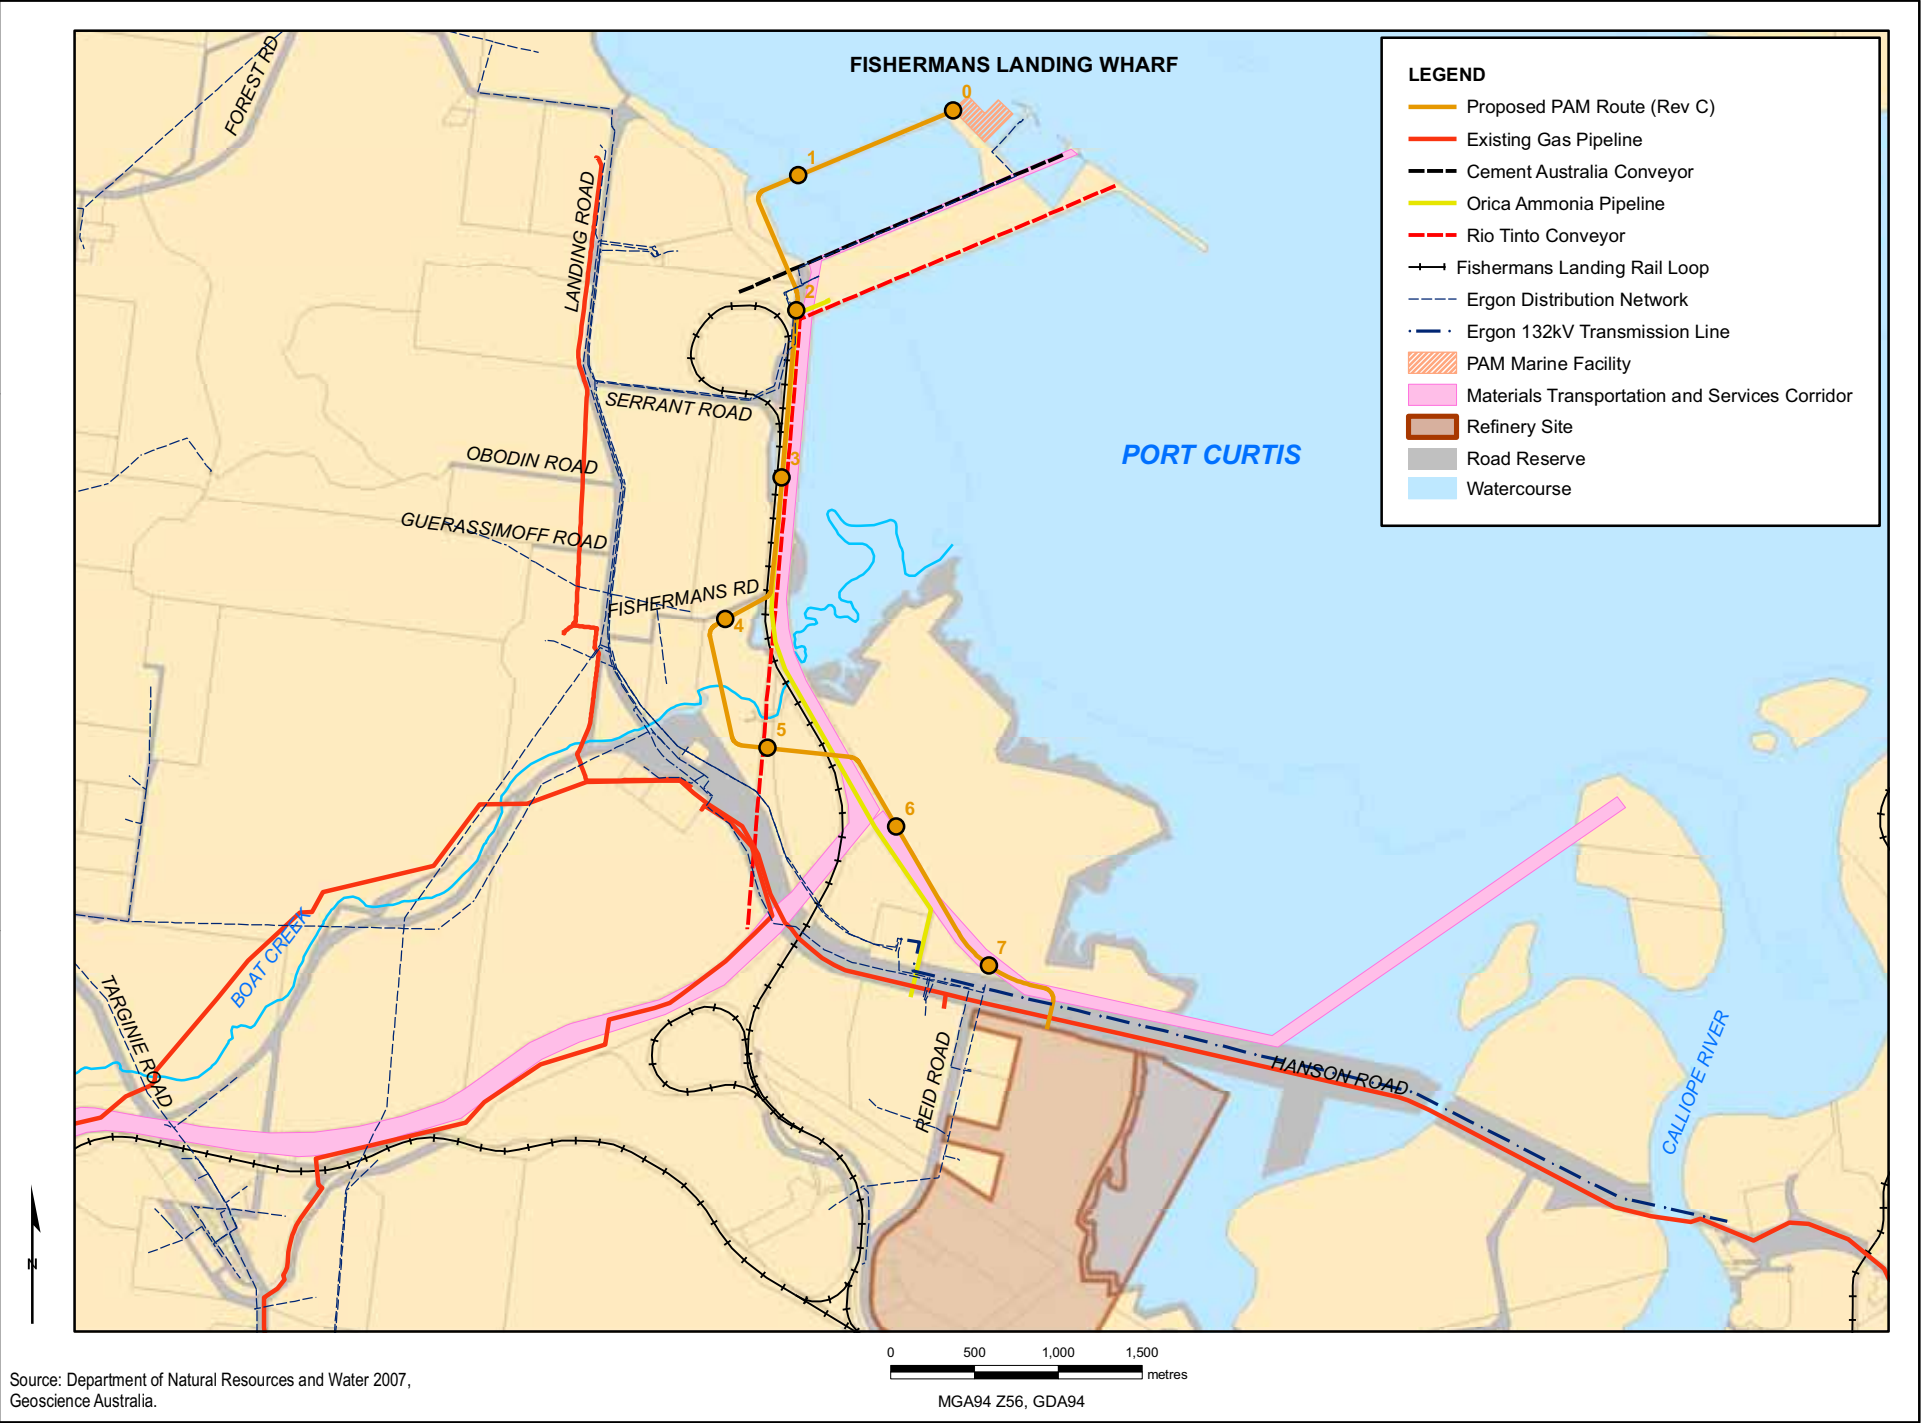 FISHERMANS LANDING WHARF
LEGEND
Proposed PAM Route (Rev C)
Existing Gas Pipeline
Cement Australia Conveyor
Orica Ammonia Pipeline
Rio Tinto Conveyor
Fishermans Landing Rail Loop
Ergon Distribution Network
Ergon 132kV Transmission Line
PAM Marine Facility
Materials Transportation and Services Corridor
Refinery Site
Road Reserve
Watercourse
FOREST RD
0
1
LANDING ROAD
2
SERRANT ROAD
OBODIN ROAD
3
PORT CURTIS
GUERASSIMOFF ROAD
FISHERMANS RD
4
5
6
7
BOAT CREEK
TARGINIE ROAD
REID ROAD
HANSON ROAD
CALLIOPE RIVER
N
0 500 1,000 1,500
metres
MGA94 Z56, GDA94
Source: Department of Natural Resources and Water 2007,
Geoscience Australia.